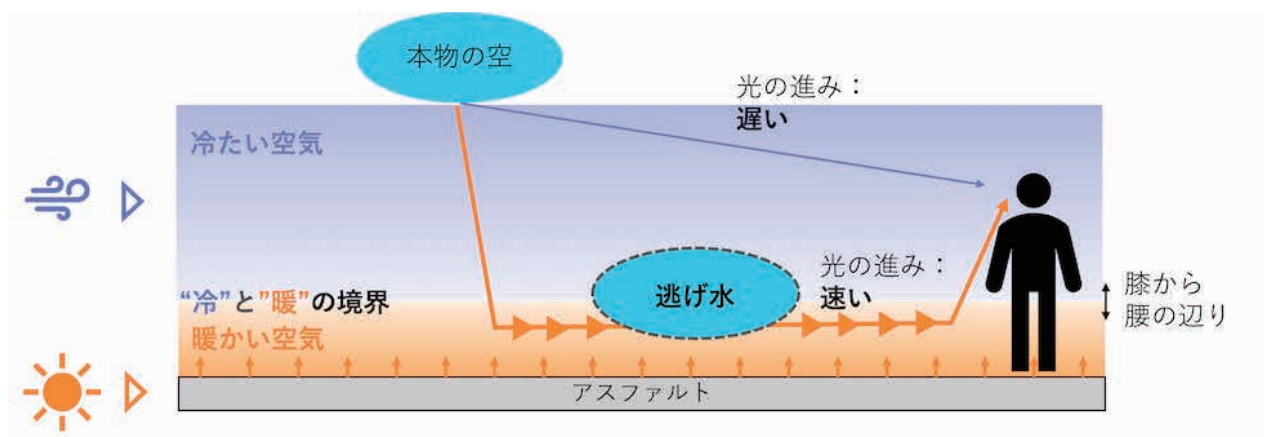 本物の空
光の進み：
遅い
冷たい空気
“冷”と”暖”の境界
暖かい空気
逃げ水
光の進み：
速い
膝から
腰の辺り
アスファルト